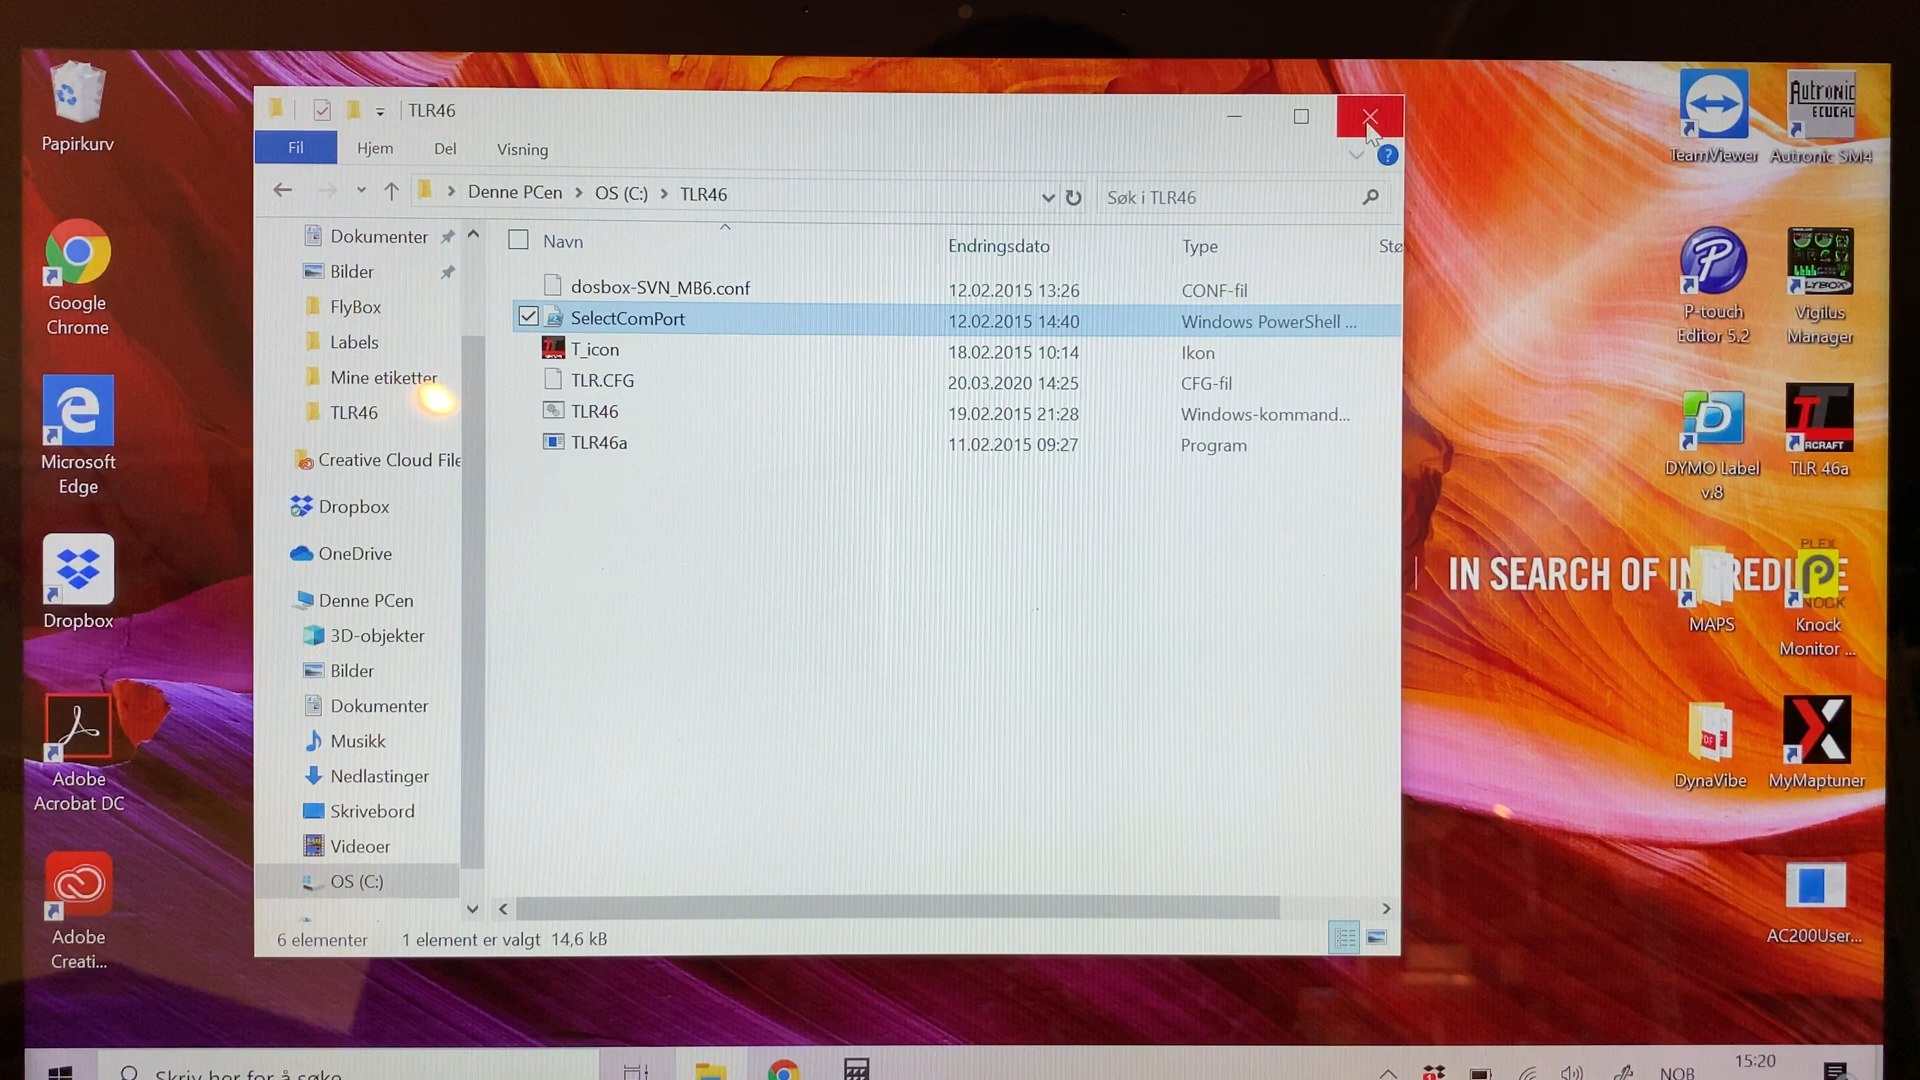 TLR46
Fil Hjem Del Visning
Denne PCen OS (C:) TLR46
Søk i TLR46
Navn Endringsdato Type
dosbox-SVN_MB6.conf 12.02.2015 13:26 CONF-fil
SelectComPort 12.02.2015 14:40 Windows PowerShell ...
T_icon 18.02.2015 10:14 Ikon
TLR.CFG 20.03.2020 14:25 CFG-fil
TLR46 19.02.2015 21:28 Windows-kommand...
TLR46a 11.02.2015 09:27 Program
Dokumenter
Bilder
FlyBox
Labels
Mine etiketter
TLR46
Creative Cloud File
Dropbox
OneDrive
Denne PCen
3D-objekter
Bilder
Dokumenter
Musikk
Nedlastinger
Skrivebord
Videoer
OS (C:)
6 elementer 1 element er valgt 14,6 kB
Papirkurv
Google
Chrome
Microsoft
Edge
Dropbox
Adobe
Acrobat DC
Adobe
Creati...
TeamViewer
Autronic
Autronic SM4
P-touch
Editor 5.2
Vigilus
Manager
DYMO Label
v.8
RCRAFT
TLR 46a
IN SEARCH OF
MAPS
PLEX
Knock
Monitor ...
PDF
DynaVibe
MyMaptuner
AC200User...
Skriv her for å søke
NOB
15:20